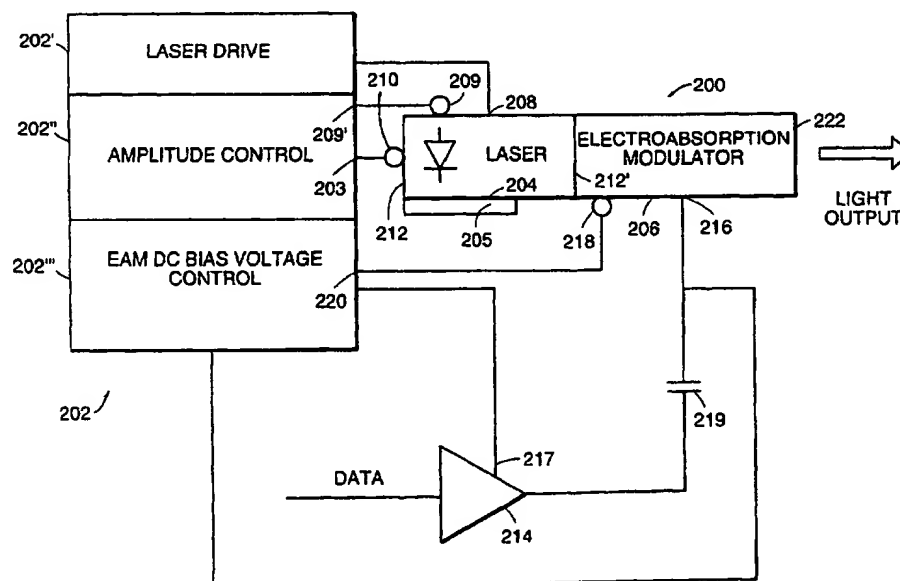 202'
LASER DRIVE
210
209
209'
208
200
202"
AMPLITUDE CONTROL
203
LASER
ELECTROABSORPTION
MODULATOR
222
212'
204
212
205
218
206
216
LIGHT
OUTPUT
202'''
EAM DC BIAS VOLTAGE
CONTROL
220
202
219
DATA
217
214